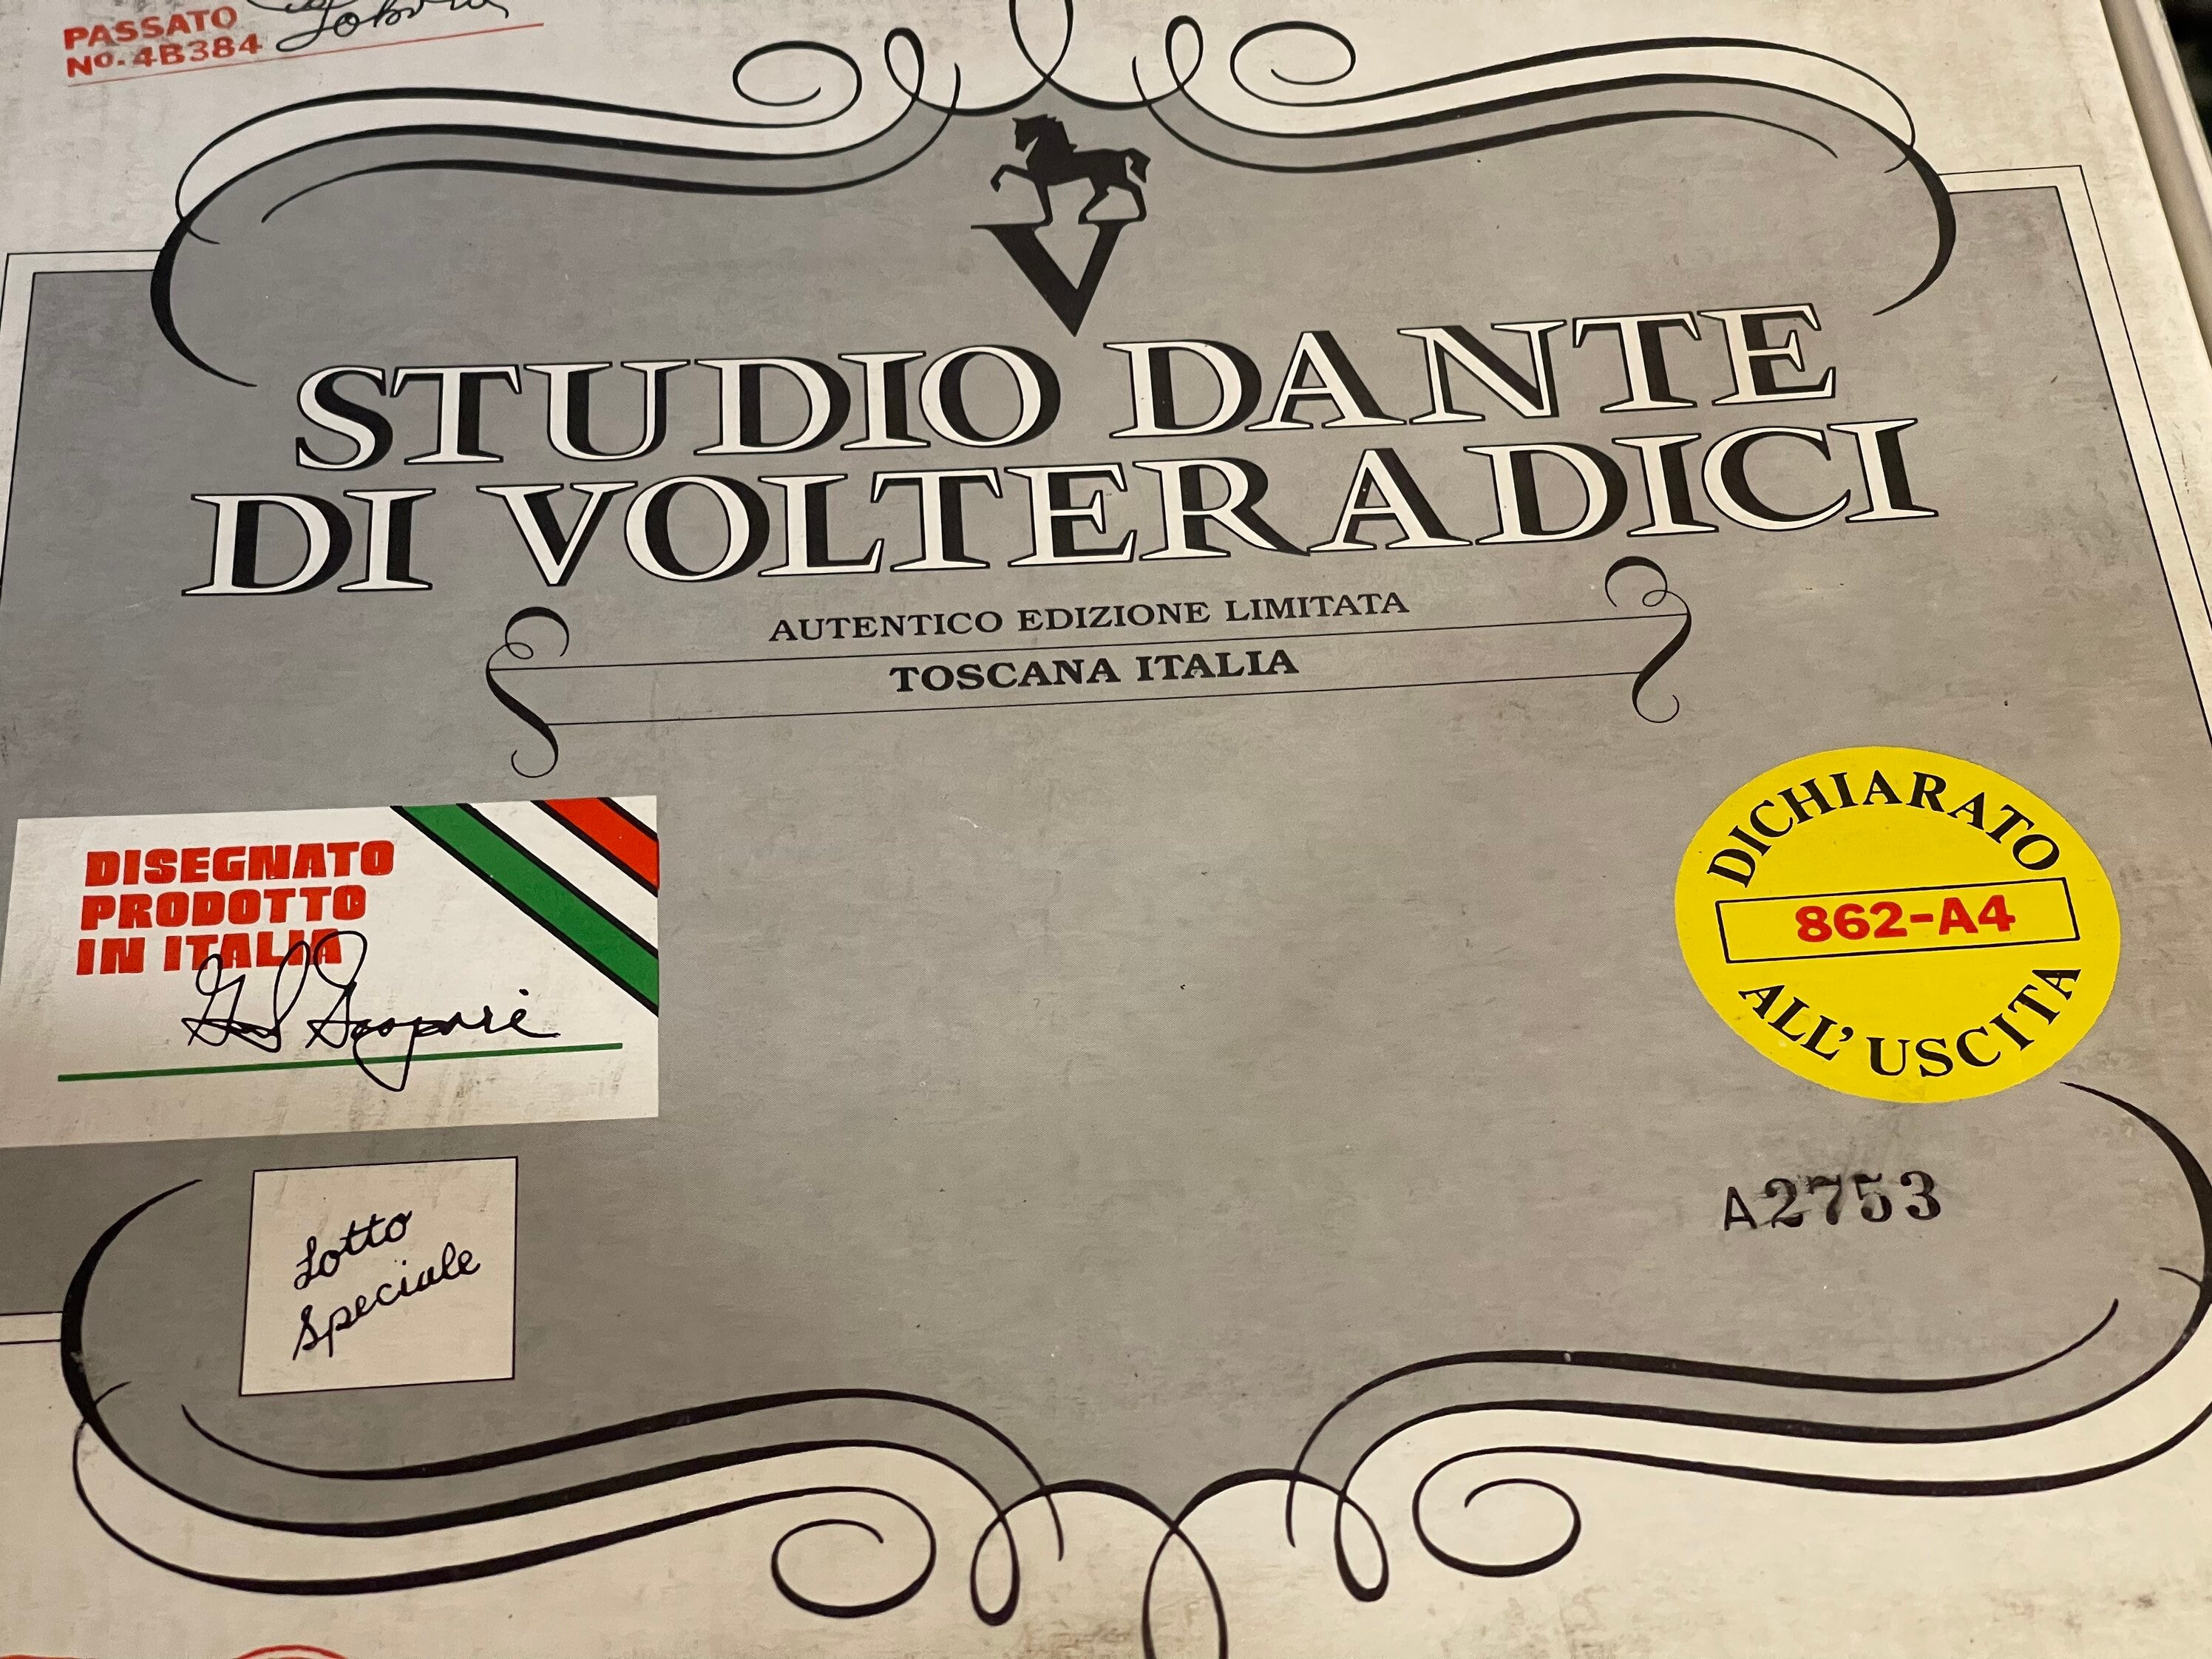 PASSATO
No. 4B384
V
STUDIO DANTE
DI VOLTERADICI
AUTENTICO EDIZIONE LIMITATA
TOSCANA ITALIA
DISEGNATO
PRODOTTO
IN ITALIA
DICHIARATO
862-A4
ALL' USCITA
Lotto
Speciale
A2753